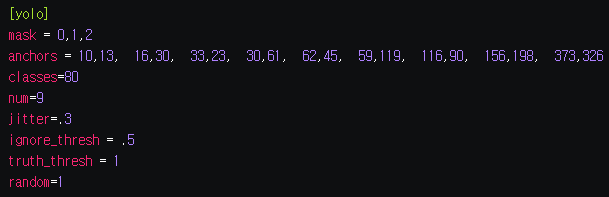 [yolo]
mask = 0,1,2
anchors = 10,13,  16,30,  33,23,  30,61,  62,45,  59,119,  116,90,  156,198,  373,326
classes=80
num=9
jitter=.3
ignore_thresh = .5
truth_thresh = 1
random=1